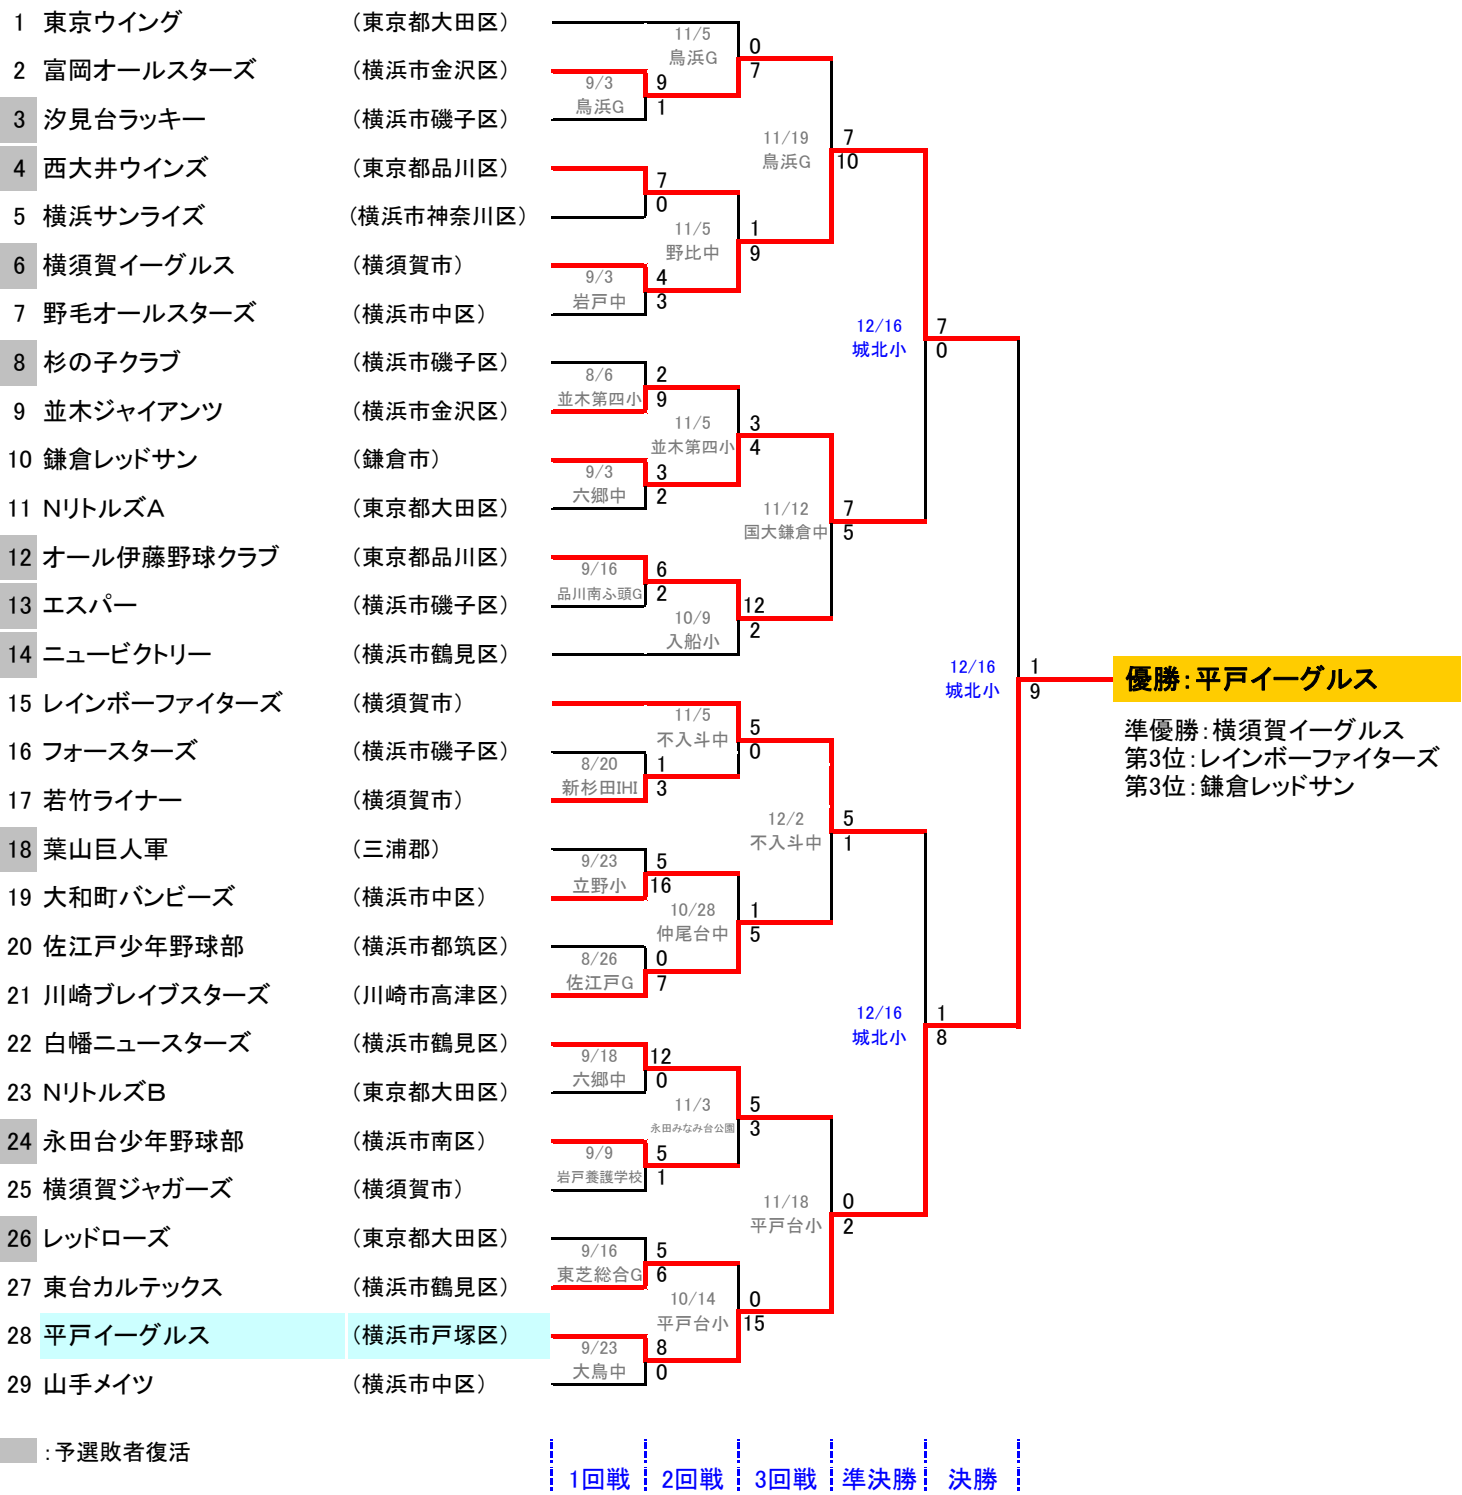 1 東京ウイング (東京都大田区)
11/5
鳥浜G
0
7
2 富岡オールスターズ (横浜市金沢区)
9/3
鳥浜G
9
1
3 汐見台ラッキー (横浜市磯子区)
11/19
鳥浜G
7
10
4 西大井ウインズ (東京都品川区)
7
0
5 横浜サンライズ (横浜市神奈川区)
11/5
野比中
1
9
6 横須賀イーグルス (横須賀市)
9/3
岩戸中
4
3
7 野毛オールスターズ (横浜市中区)
12/16
城北小
7
0
8 杉の子クラブ (横浜市磯子区)
8/6
並木第四小
2
9
9 並木ジャイアンツ (横浜市金沢区)
11/5
並木第四小
3
4
10 鎌倉レッドサン (鎌倉市)
9/3
六郷中
3
2
11 NリトルズA (東京都大田区)
11/12
国大鎌倉中
7
5
12 オール伊藤野球クラブ (東京都品川区)
9/16
品川南ふ頭G
6
2
13 エスパー (横浜市磯子区)
10/9
入船小
12
2
14 ニュービクトリー (横浜市鶴見区)
12/16
城北小
1
9
優勝:平戸イーグルス
準優勝:横須賀イーグルス
第3位:レインボーファイターズ
第3位:鎌倉レッドサン
15 レインボーファイターズ (横須賀市)
11/5
不入斗中
5
0
16 フォースターズ (横浜市磯子区)
8/20
新杉田IHI
1
3
17 若竹ライナー (横須賀市)
12/2
不入斗中
5
1
18 葉山巨人軍 (三浦郡)
9/23
立野小
5
16
19 大和町バンビーズ (横浜市中区)
10/28
仲尾台中
1
5
20 佐江戸少年野球部 (横浜市都筑区)
8/26
佐江戸G
0
7
21 川崎ブレイブスターズ (川崎市高津区)
12/16
城北小
1
8
22 白幡ニュースターズ (横浜市鶴見区)
9/18
六郷中
12
0
23 NリトルズB (東京都大田区)
11/3
永田みなみ台公園
5
3
24 永田台少年野球部 (横浜市南区)
9/9
岩戸養護学校
5
1
25 横須賀ジャガーズ (横須賀市)
11/18
平戸台小
0
2
26 レッドローズ (東京都大田区)
9/16
東芝総合G
5
6
27 東台カルテックス (横浜市鶴見区)
10/14
平戸台小
0
15
28 平戸イーグルス (横浜市戸塚区)
9/23
大鳥中
8
0
29 山手メイツ (横浜市中区)
:予選敗者復活
1回戦 2回戦 3回戦 準決勝 決勝